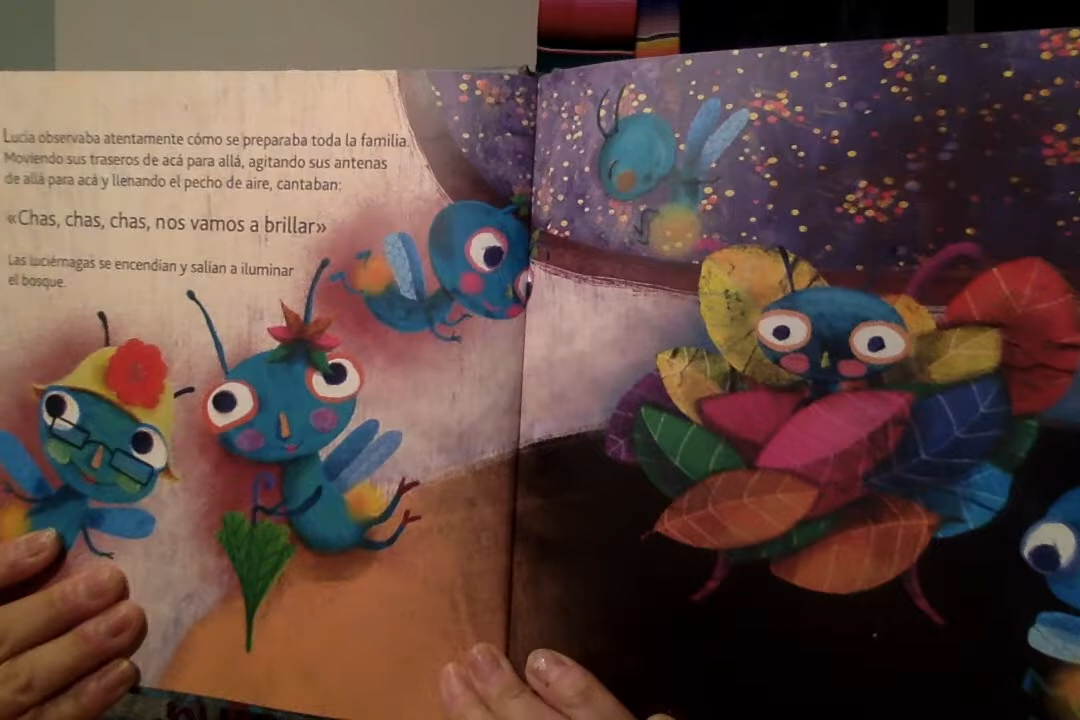 Lucía observaba atentamente cómo se preparaba toda la familia.
Moviendo sus traseros de acá para allá, agitando sus antenas
de allá para acá y llenando el pecho de aire, cantaban:
«Chas, chas, chas, nos vamos a brillar»
Las luciérnagas se encendían y salían a iluminar
el bosque.